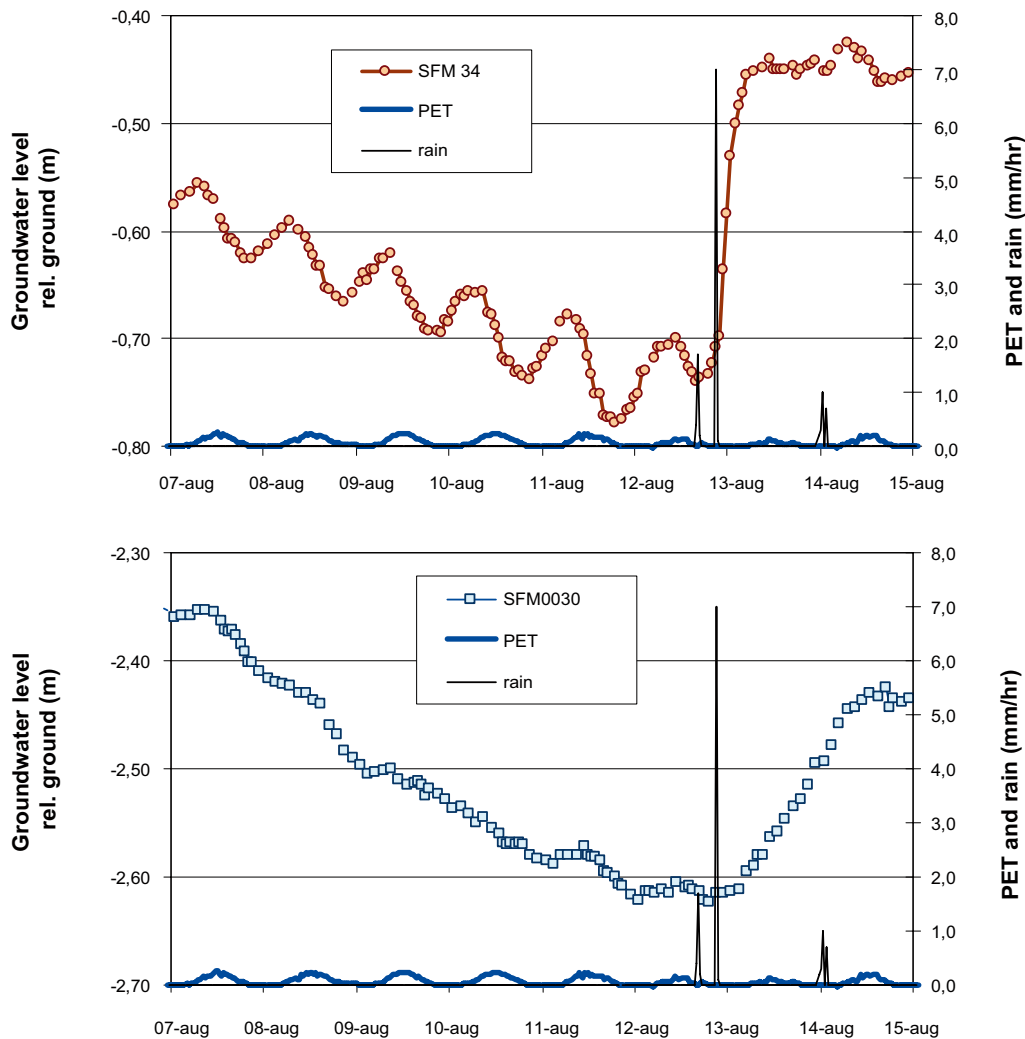 -0,40
-0,50
-0,60
-0,70
-0,80
Groundwater level
rel. ground (m)
SFM 34
PET
rain
8,0
7,0
6,0
5,0
4,0
3,0
2,0
1,0
0,0
PET and rain (mm/hr)
07-aug 08-aug 09-aug 10-aug 11-aug 12-aug 13-aug 14-aug 15-aug
-2,30
-2,40
-2,50
-2,60
-2,70
Groundwater level
rel. ground (m)
SFM0030
PET
rain
8,0
7,0
6,0
5,0
4,0
3,0
2,0
1,0
0,0
PET and rain (mm/hr)
07-aug 08-aug 09-aug 10-aug 11-aug 12-aug 13-aug 14-aug 15-aug